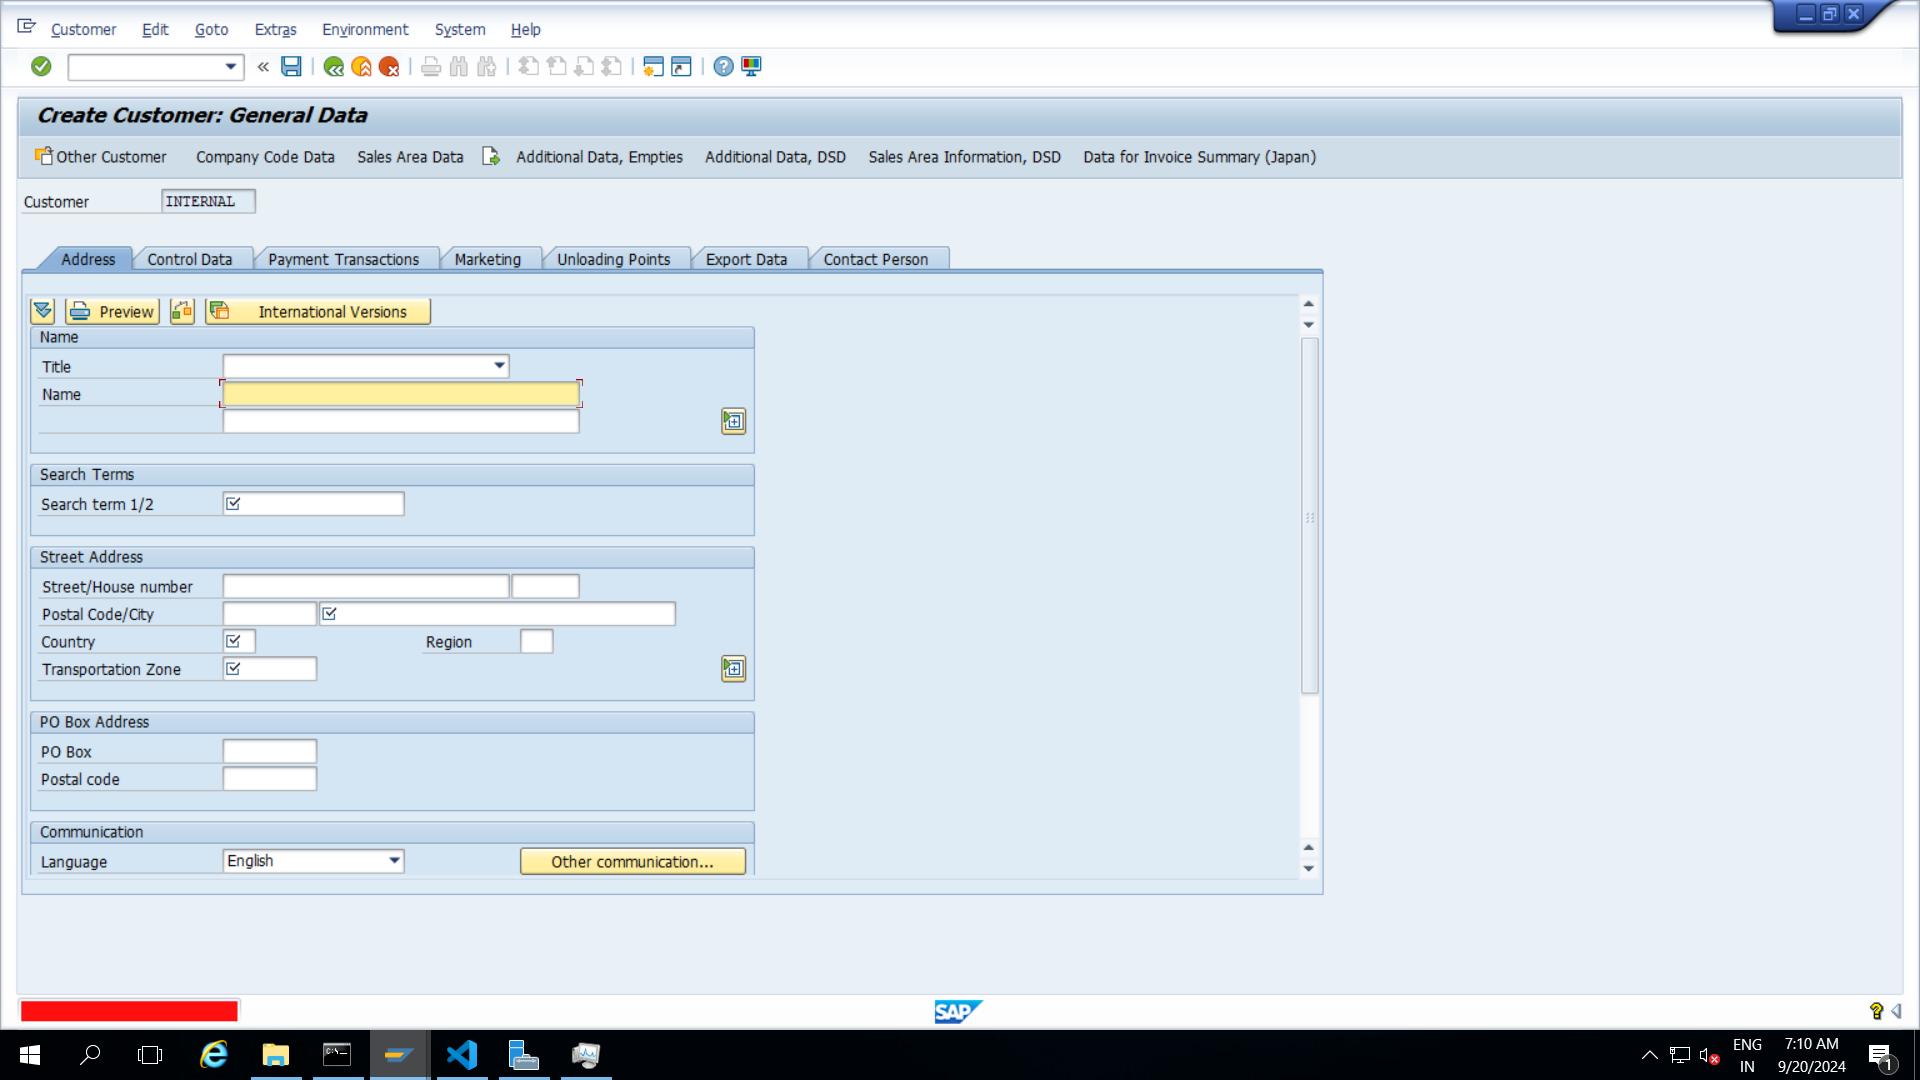 Customer Edit Goto Extras Environment System Help
Create Customer: General Data
Other Customer Company Code Data Sales Area Data Additional Data, Empties Additional Data, DSD Sales Area Information, DSD Data for Invoice Summary (Japan)
Customer INTERNAL
Address Control Data Payment Transactions Marketing Unloading Points Export Data Contact Person
Preview International Versions
Name
Title
Name
Search Terms
Search term 1/2
Street Address
Street/House number
Postal Code/City
Country Region
Transportation Zone
PO Box Address
PO Box
Postal code
Communication
Language English Other communication...
SAP
ENG 7:10 AM
IN 9/20/2024 1